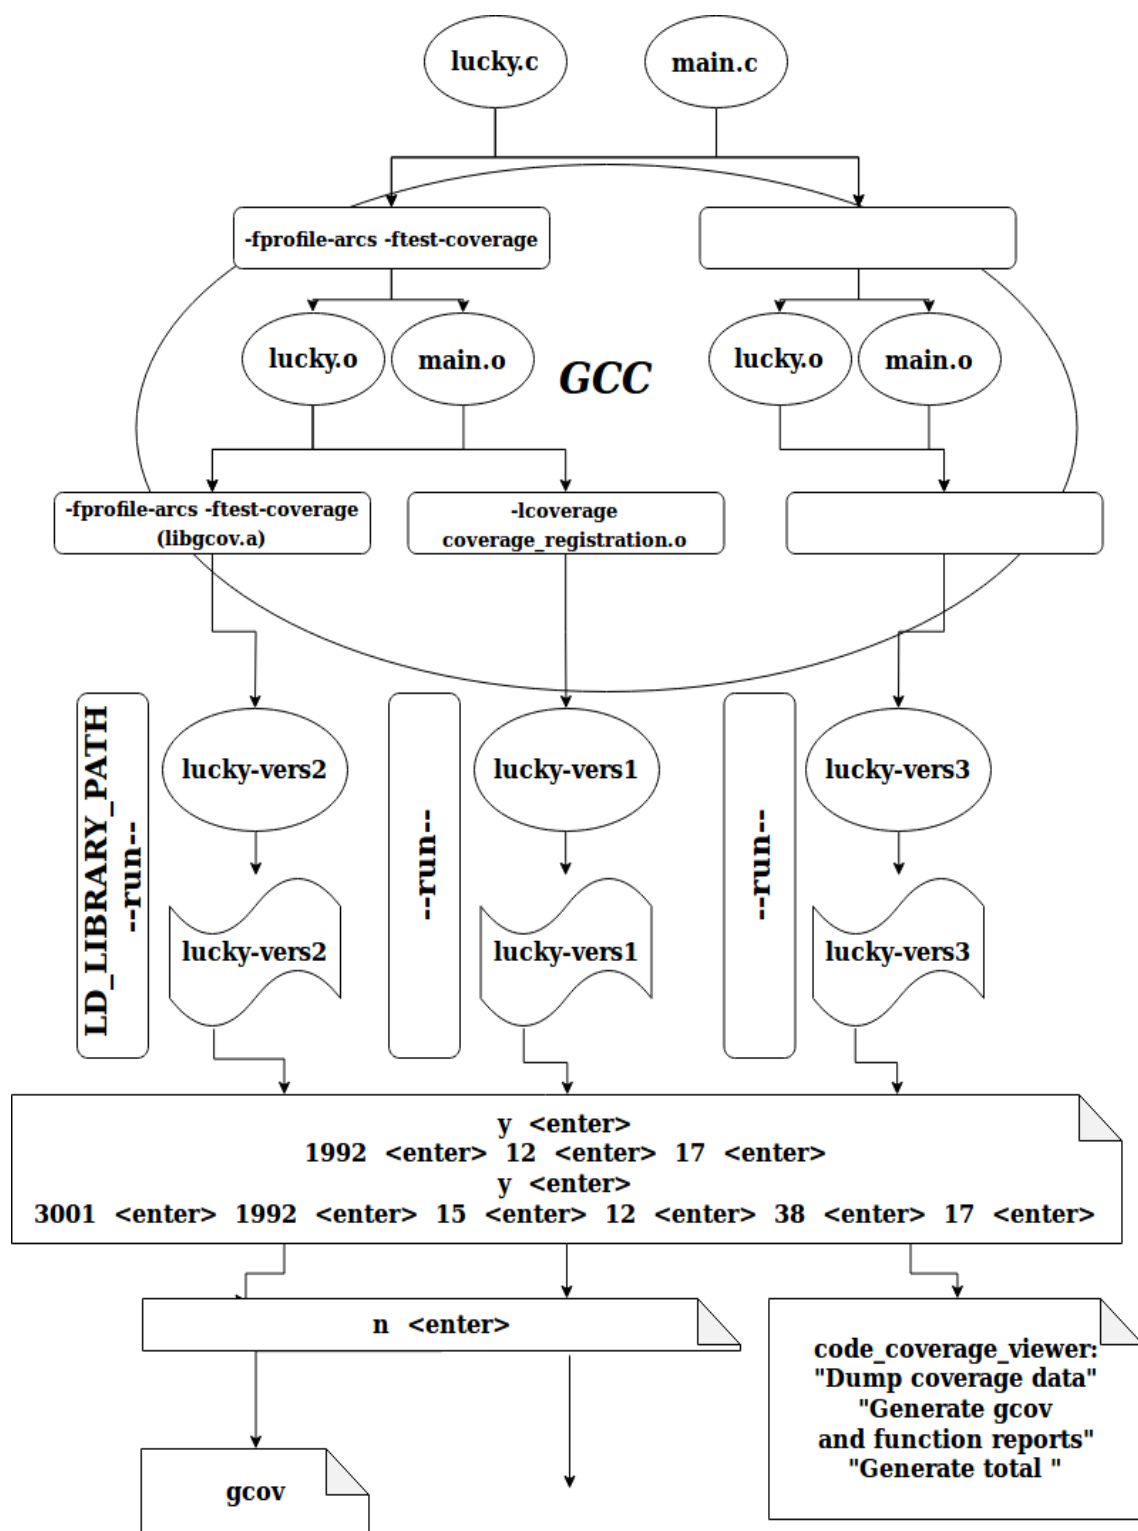 lucky.c
main.c
-fprofile-arcs -ftest-coverage
lucky.o
main.o
GCC
lucky.o
main.o
-fprofile-arcs -ftest-coverage
(libgcov.a)
-lcoverage
coverage_registration.o
LD_LIBRARY_PATH
--run--
lucky-vers2
--run--
lucky-vers1
--run--
lucky-vers3
lucky-vers2
lucky-vers1
lucky-vers3
y <enter>
1992 <enter> 12 <enter> 17 <enter>
y <enter>
3001 <enter> 1992 <enter> 15 <enter> 12 <enter> 38 <enter> 17 <enter>
n <enter>
code_coverage_viewer:
"Dump coverage data"
"Generate gcov
and function reports"
"Generate total "
gcov